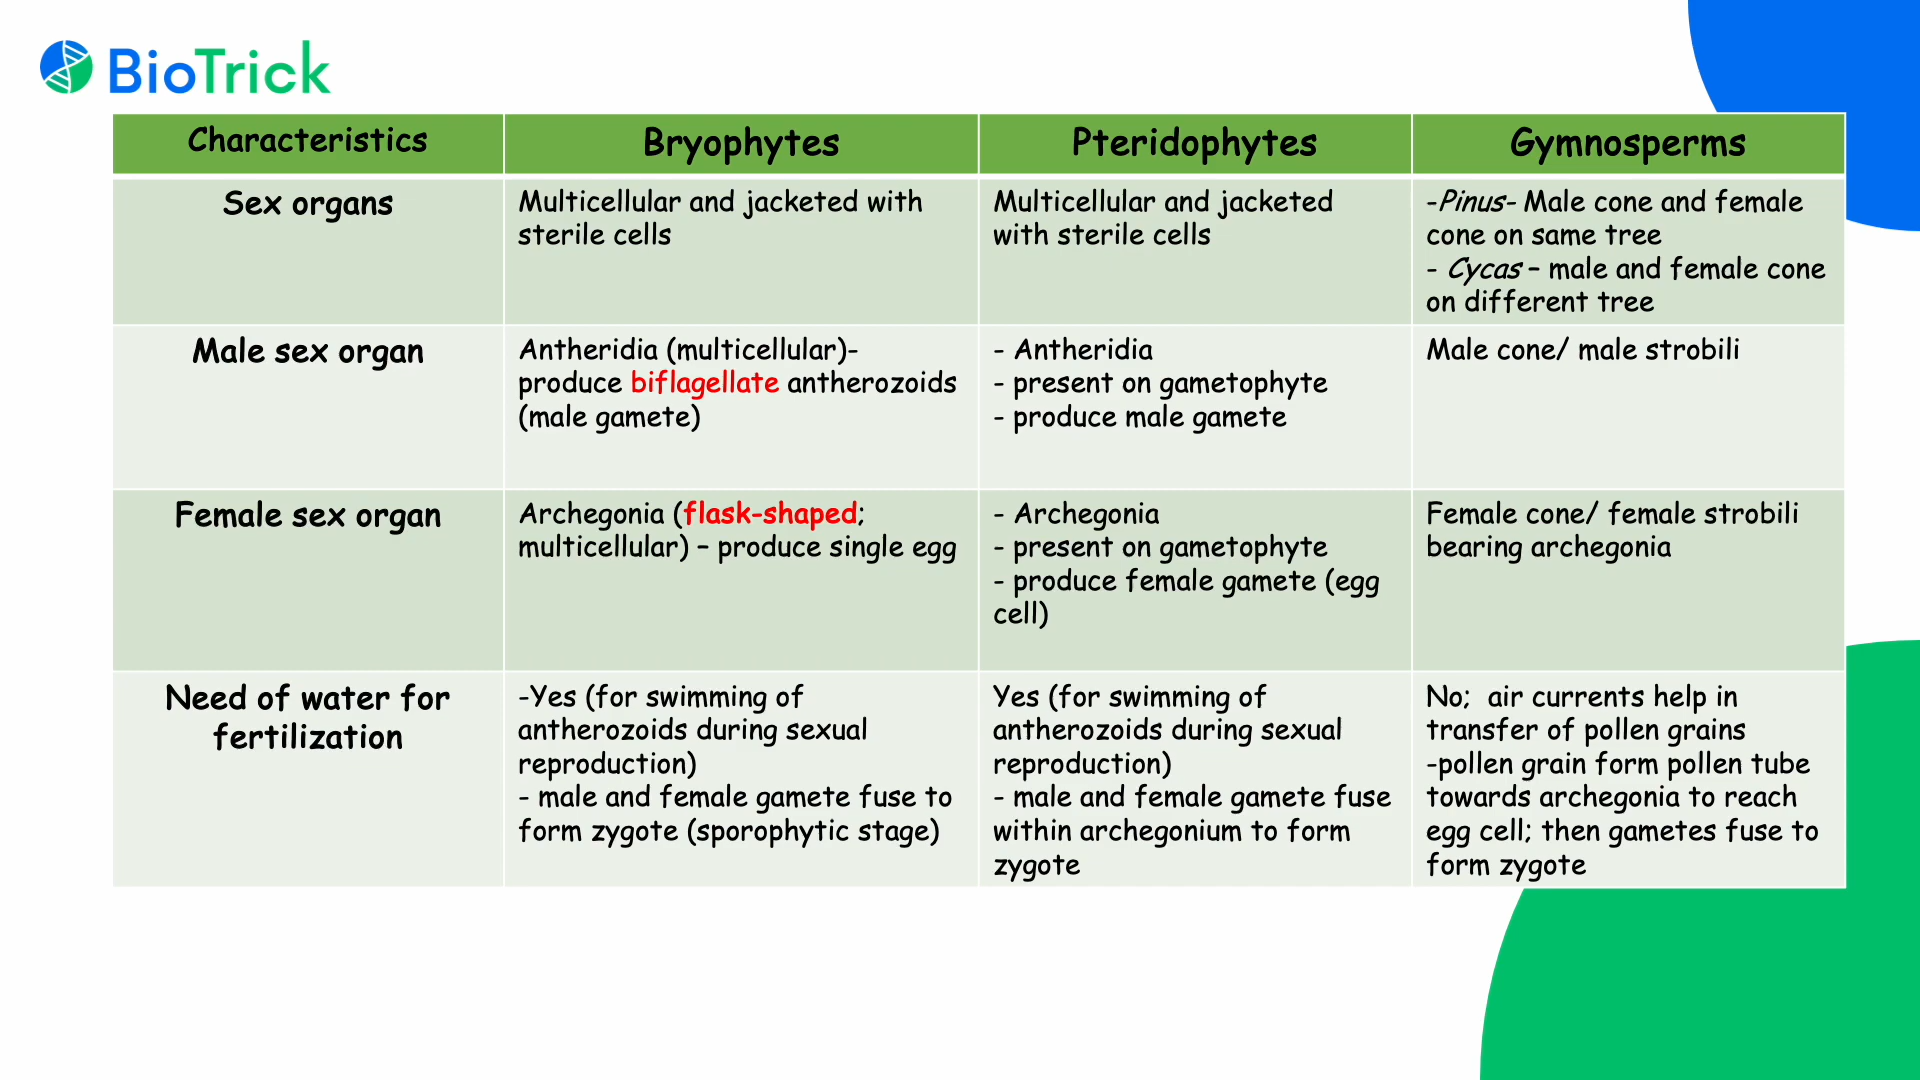 BioTrick
Characteristics
Bryophytes
Pteridophytes
Gymnosperms
Sex organs
Multicellular and jacketed with
sterile cells
Multicellular and jacketed
with sterile cells
-Pinus- Male cone and female
cone on same tree
- Cycas – male and female cone
on different tree
Male sex organ
Antheridia (multicellular)-
produce biflagellate antherozoids
(male gamete)
- Antheridia
- present on gametophyte
- produce male gamete
Male cone/ male strobili
Female sex organ
Archegonia (flask-shaped;
multicellular) – produce single egg
- Archegonia
- present on gametophyte
- produce female gamete (egg
cell)
Female cone/ female strobili
bearing archegonia
Need of water for
fertilization
-Yes (for swimming of
antherozoids during sexual
reproduction)
- male and female gamete fuse to
form zygote (sporophytic stage)
Yes (for swimming of
antherozoids during sexual
reproduction)
- male and female gamete fuse
within archegonium to form
zygote
No;  air currents help in
transfer of pollen grains
-pollen grain form pollen tube
towards archegonia to reach
egg cell; then gametes fuse to
form zygote